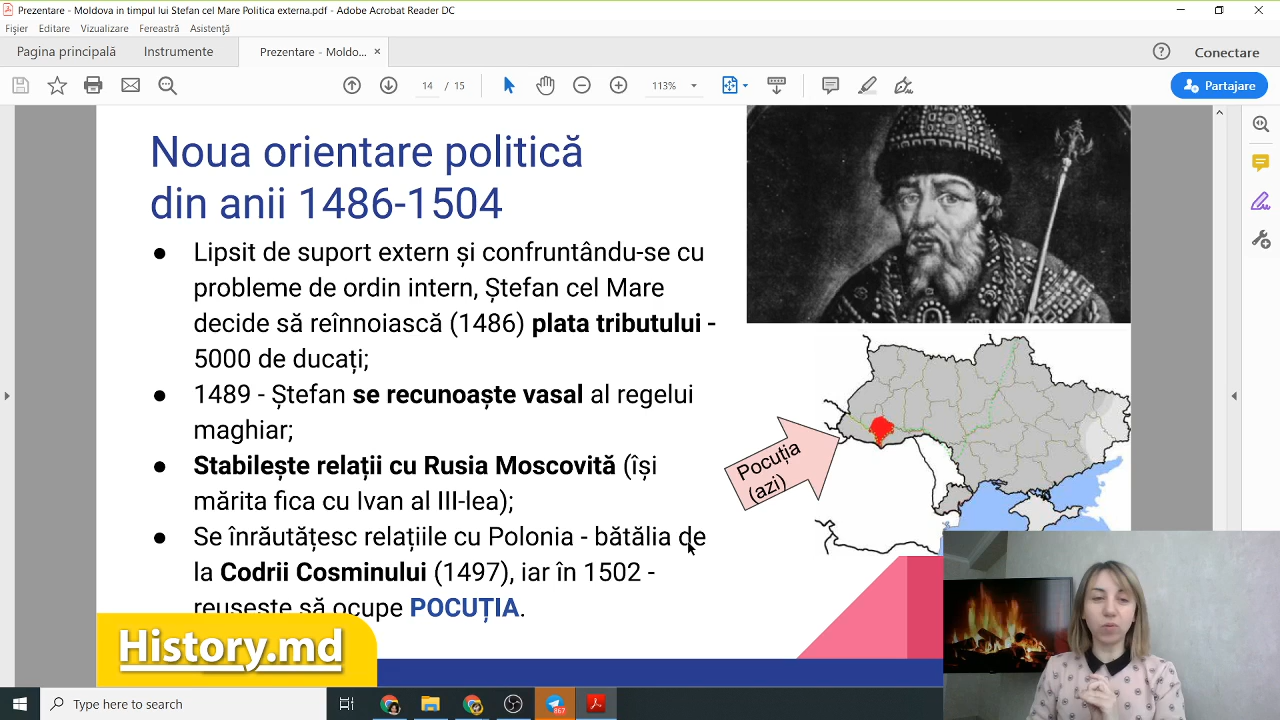 Prezentare - Moldova in timpul lui Stefan cel Mare Politica externa.pdf - Adobe Acrobat Reader DC
Fișier Editare Vizualizare Fereastră Asistență
Pagina principală Instrumente Prezentare - Moldo... × Conectare
14 / 15 113% Partajare
Noua orientare politică
din anii 1486-1504
● Lipsit de suport extern și confruntându-se cu
probleme de ordin intern, Ștefan cel Mare
decide să reînnoiască (1486) plata tributului -
5000 de ducați;
● 1489 - Ștefan se recunoaște vasal al regelui
maghiar;
● Stabilește relații cu Rusia Moscovită (își
mărita fica cu Ivan al III-lea);
● Se înrăutățesc relațiile cu Polonia - bătălia de
la Codrii Cosminului (1497), iar în 1502 -
reușește să ocupe POCUȚIA.
Pocuția
(azi)
History.md
Type here to search
867